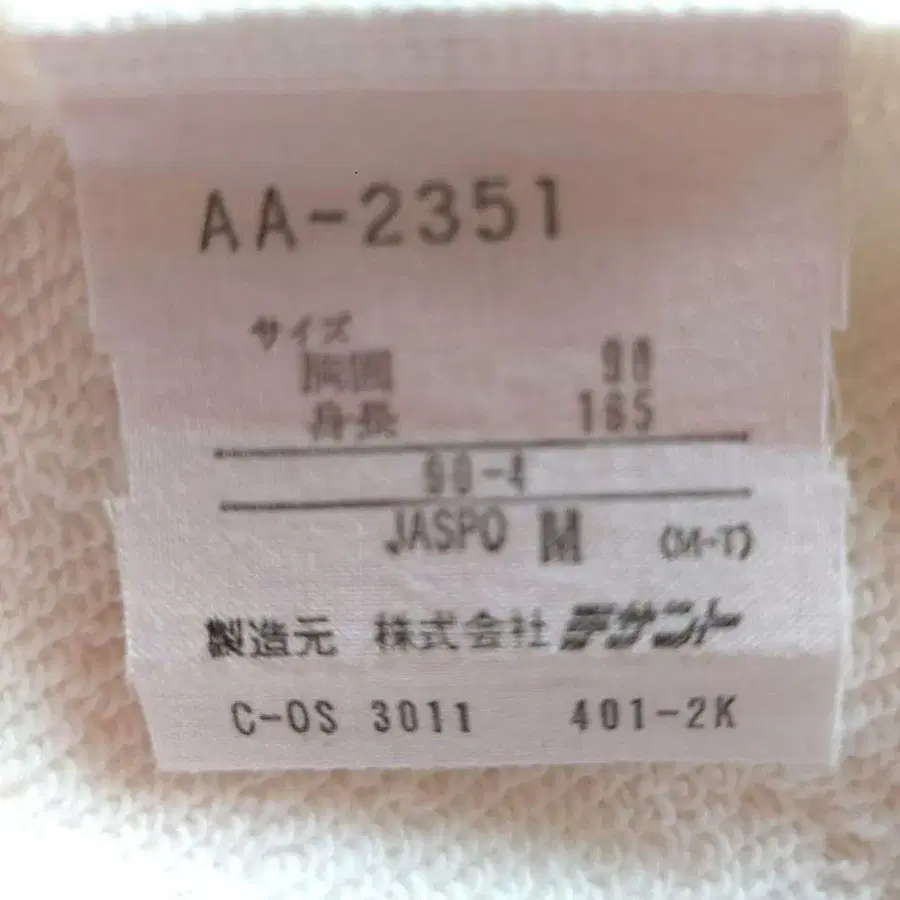 AA-2351
サイズ
胸囲 90
身長 165
90-4
JASPO M (M-T)
製造元 株式会社デサント
C-OS 3011 401-2K